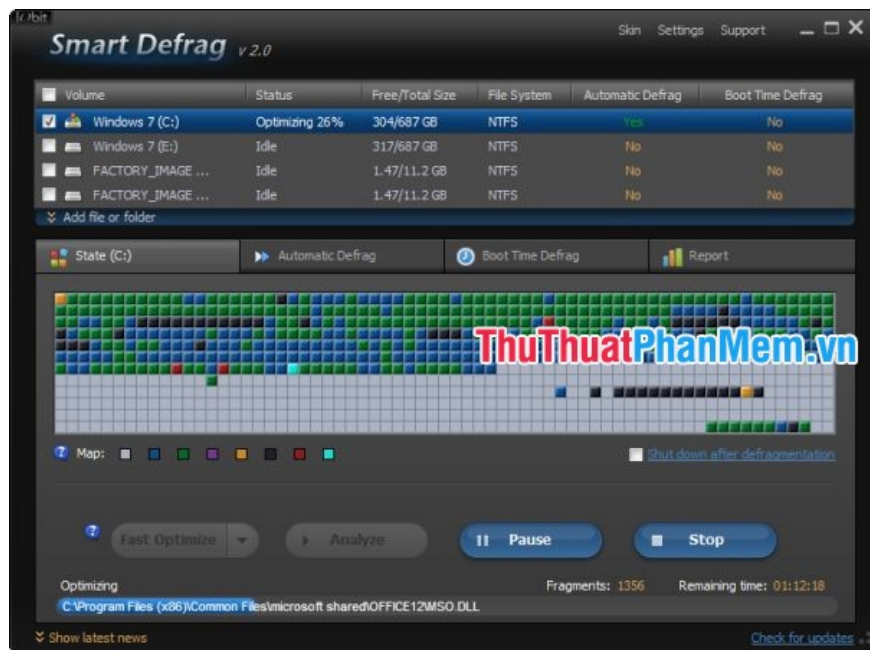 IObit
Smart Defrag v 2.0
Skin Settings Support
Volume Status Free/Total Size File System Automatic Defrag Boot Time Defrag
Windows 7 (C:) Optimizing 26% 304/687 GB NTFS Yes No
Windows 7 (E:) Idle 317/687 GB NTFS No No
FACTORY_IMAGE ... Idle 1.47/11.2 GB NTFS No No
FACTORY_IMAGE ... Idle 1.47/11.2 GB NTFS No No
Add file or folder
State (C:) Automatic Defrag Boot Time Defrag Report
ThuThuatPhanMem.vn
Map: Shut down after defragmentation
Fast Optimize Analyze Pause Stop
Optimizing Fragments: 1356 Remaining time: 01:12:18
C:\Program Files (x86)\Common Files\microsoft shared\OFFICE12\MSO.DLL
Show latest news Check for updates